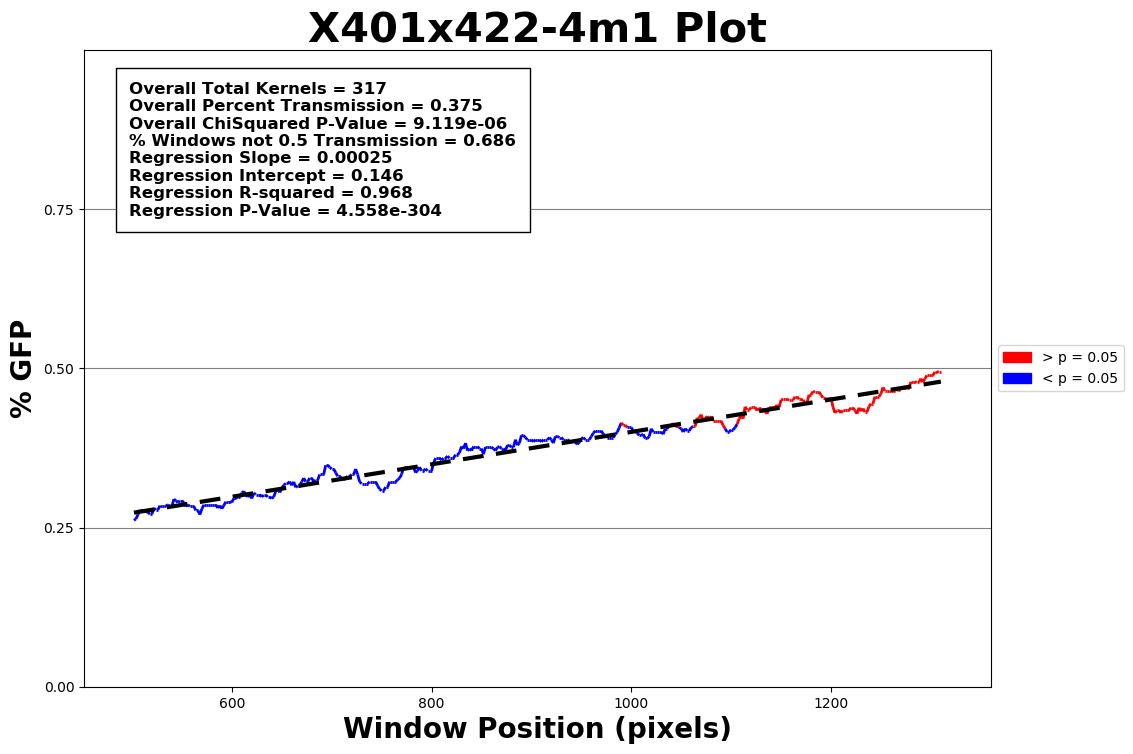 X401x422-4m1 Plot
Overall Total Kernels = 317
Overall Percent Transmission = 0.375
Overall ChiSquared P-Value = 9.119e-06
% Windows not 0.5 Transmission = 0.686
Regression Slope = 0.00025
Regression Intercept = 0.146
Regression R-squared = 0.968
Regression P-Value = 4.558e-304
0.75
0.50
0.25
0.00
% GFP
> p = 0.05
< p = 0.05
600 800 1000 1200
Window Position (pixels)